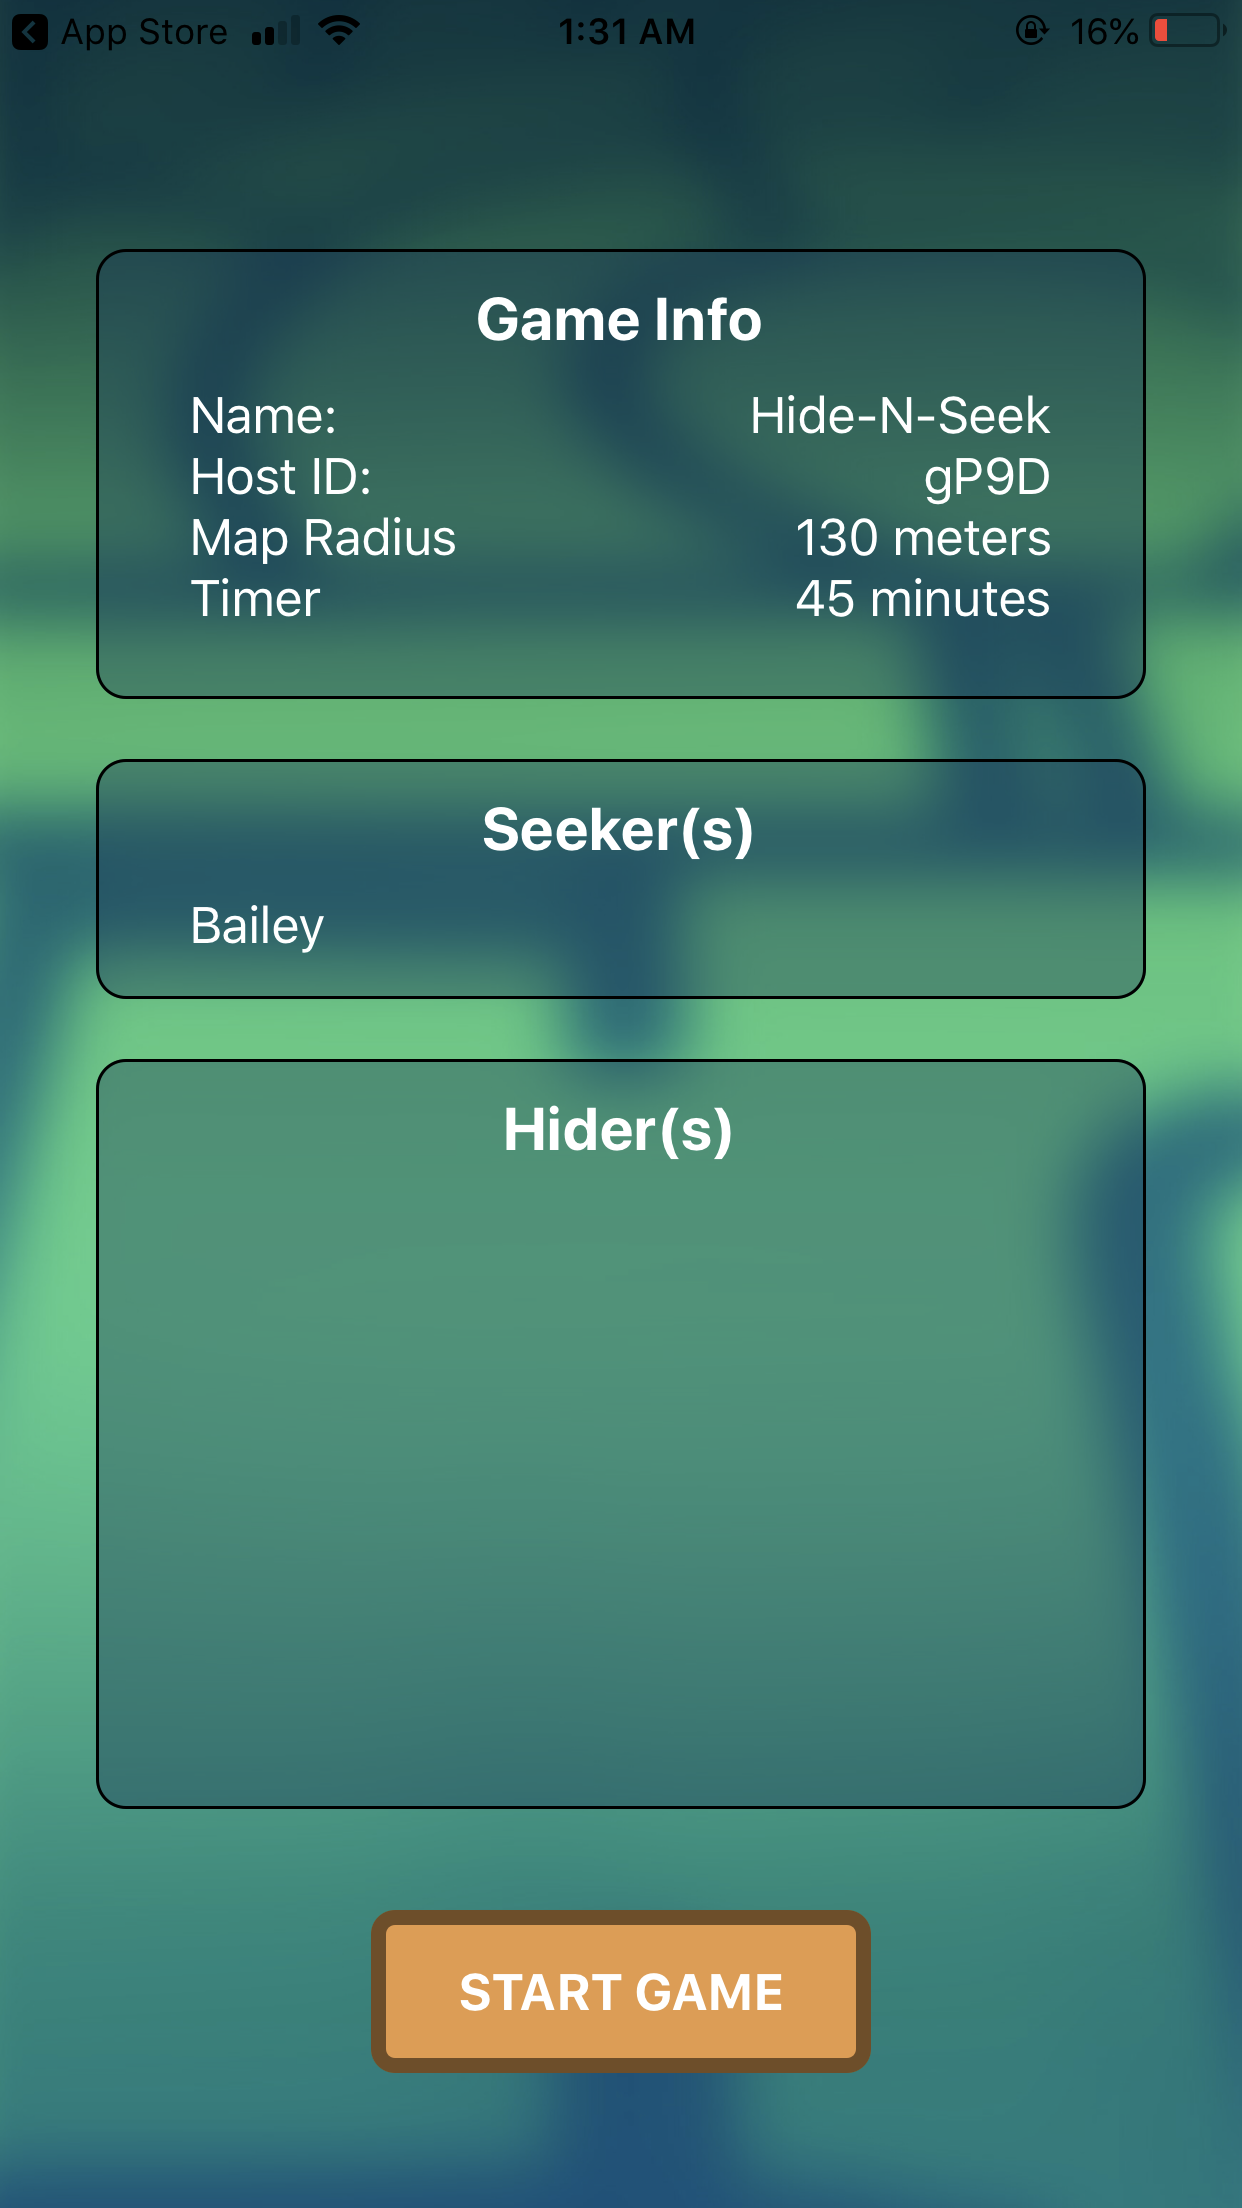 App Store 1:31 AM 16%
Game Info
Name: Hide-N-Seek
Host ID: gP9D
Map Radius 130 meters
Timer 45 minutes
Seeker(s)
Bailey
Hider(s)
START GAME